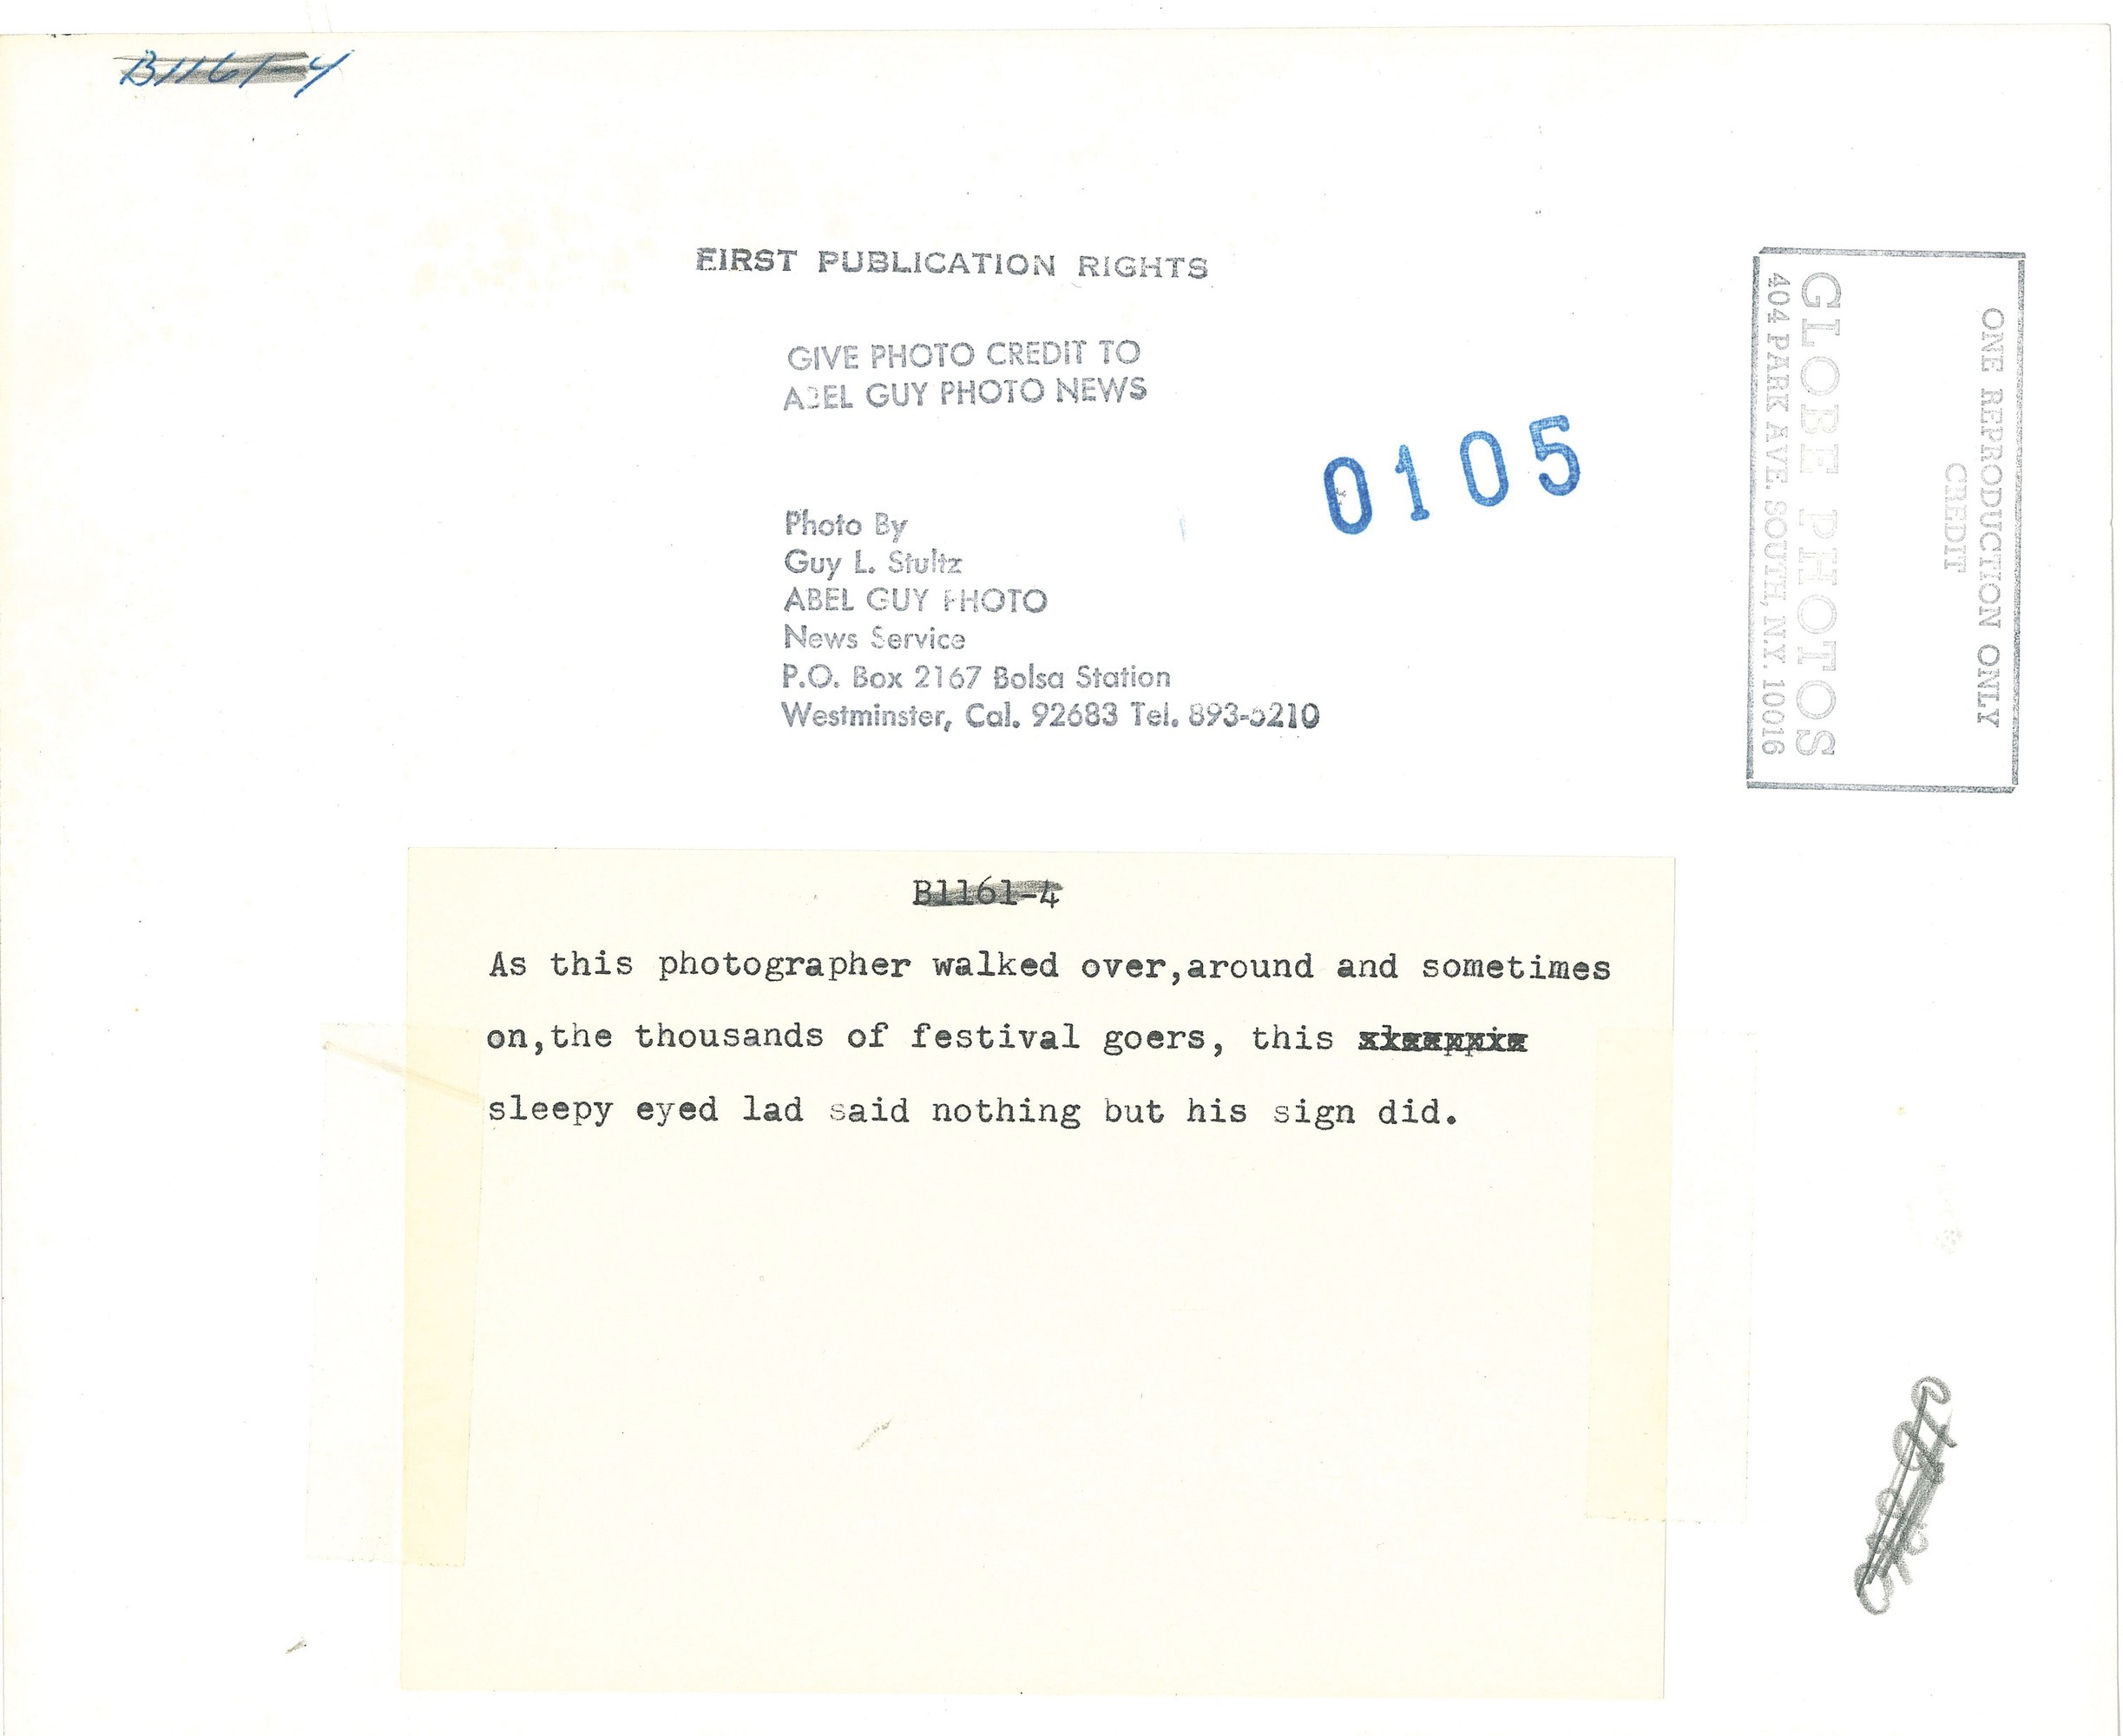 B1161-4
FIRST PUBLICATION RIGHTS
GIVE PHOTO CREDIT TO
ABEL GUY PHOTO NEWS
0105
Photo By
Guy L. Stultz
ABEL GUY PHOTO
News Service
P.O. Box 2167 Bolsa Station
Westminster, Cal. 92683 Tel. 893-5210
ONE REPRODUCTION ONLY
CREDIT
GLOBE PHOTOS
404 PARK AVE. SOUTH, N.Y. 10016
B1161-4
As this photographer walked over,around and sometimes
on,the thousands of festival goers, this
sleepy eyed lad said nothing but his sign did.